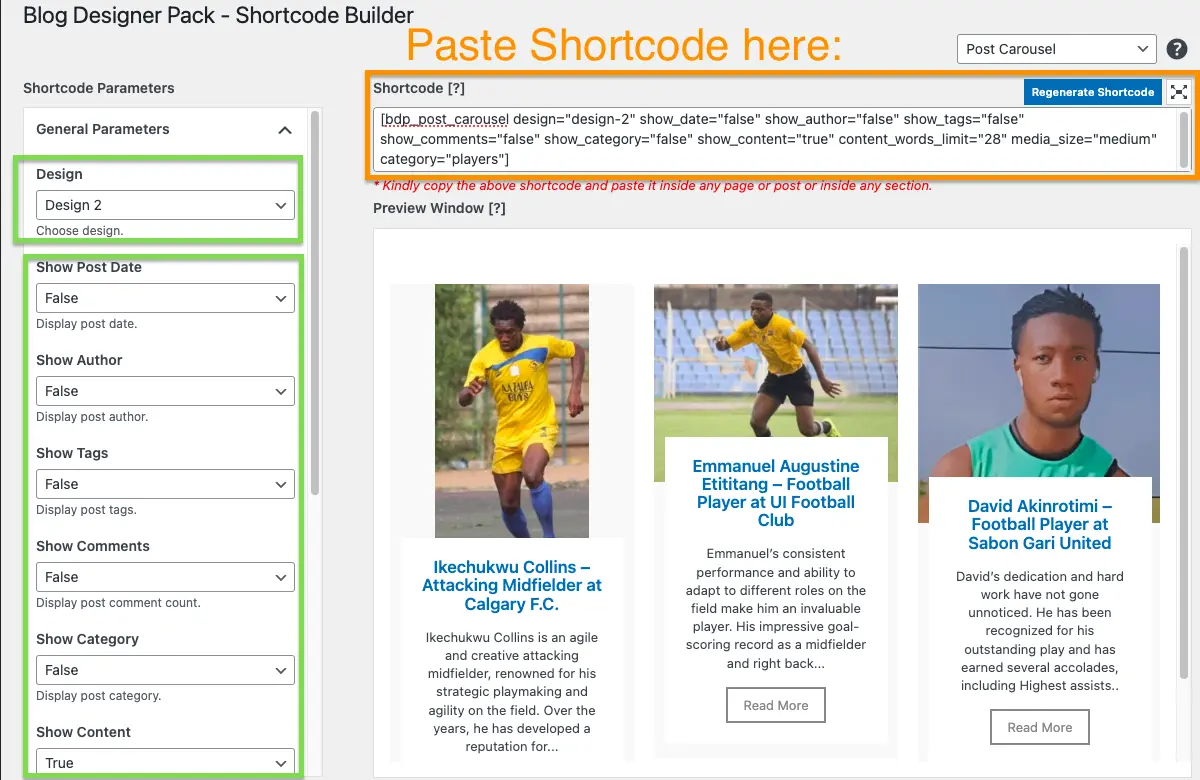 Blog Designer Pack - Shortcode Builder
Paste Shortcode here:
Post Carousel
?
Shortcode Parameters
General Parameters
Design
Design 2
Choose design.
Show Post Date
False
Display post date.
Show Author
False
Display post author.
Show Tags
False
Display post tags.
Show Comments
False
Display post comment count.
Show Category
False
Display post category.
Show Content
True
Shortcode [?]
Regenerate Shortcode
[bdp_post_carousel design="design-2" show_date="false" show_author="false" show_tags="false"
show_comments="false" show_category="false" show_content="true" content_words_limit="28" media_size="medium"
category="players"]
* Kindly copy the above shortcode and paste it inside any page or post or inside any section.
Preview Window [?]
Ikechukwu Collins –
Attacking Midfielder at
Calgary F.C.
Ikechukwu Collins is an agile
and creative attacking
midfielder, renowned for his
strategic playmaking and
agility on the field. Over the
years, he has developed a
reputation for...
Emmanuel Augustine
Etititang – Football
Player at UI Football
Club
Emmanuel’s consistent
performance and ability to
adapt to different roles on the
field make him an invaluable
player. His impressive goal-
scoring record as a midfielder
and right back...
Read More
David Akinrotimi –
Football Player at
Sabon Gari United
David’s dedication and hard
work have not gone
unnoticed. He has been
recognized for his
outstanding play and has
earned several accolades,
including Highest assists..
Read More